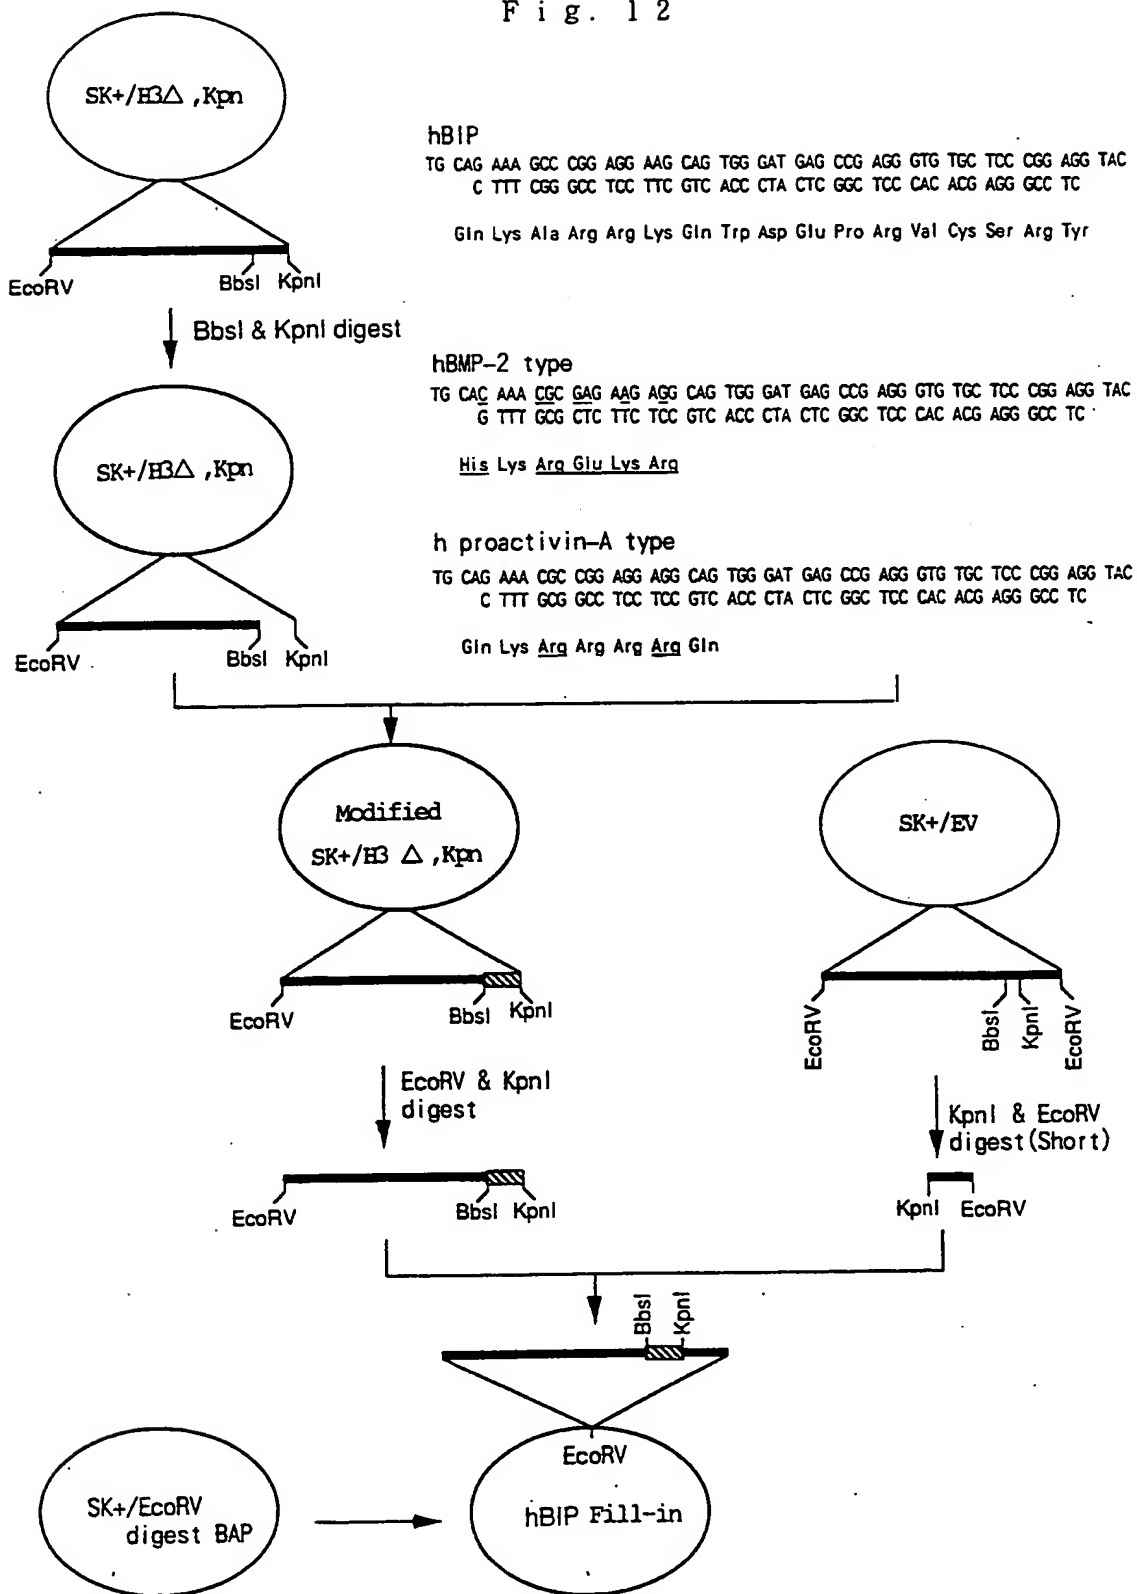 Fig. 12
SK+/H3△ ,Kpn
EcoRV
BbsI
KpnI
BbsI & KpnI digest
hBIP
TG CAG AAA GCC CGG AGG AAG CAG TGG GAT GAG CCG AGG GTG TGC TCC CGG AGG TAC
C TTT CGG GCC TCC TTC GTC ACC CTA CTC GGC TCC CAC ACG AGG GCC TC
Gln Lys Ala Arg Arg Lys Gln Trp Asp Glu Pro Arg Val Cys Ser Arg Tyr
hBMP-2 type
TG CAC AAA CGC GAG AAG AGG CAG TGG GAT GAG CCG AGG GTG TGC TCC CGG AGG TAC
G TTT GCG CTC TTC TCC GTC ACC CTA CTC GGC TCC CAC ACG AGG GCC TC
His Lys Arg Glu Lys Arg
SK+/H3△ ,Kpn
EcoRV
BbsI
KpnI
h proactivin-A type
TG CAG AAA CGC CGG AGG AGG CAG TGG GAT GAG CCG AGG GTG TGC TCC CGG AGG TAC
C TTT GCG GCC TCC TCC GTC ACC CTA CTC GGC TCC CAC ACG AGG GCC TC
Gln Lys Arg Arg Arg Arg Gln
Modified
SK+/H3 △ ,Kpn
EcoRV
BbsI
KpnI
SK+/EV
EcoRV
BbsI
KpnI
EcoRV
EcoRV & KpnI
digest
KpnI & EcoRV
digest(Short)
EcoRV
BbsI
KpnI
KpnI
EcoRV
BbsI
KpnI
EcoRV
hBIP Fill-in
SK+/EcoRV
digest BAP